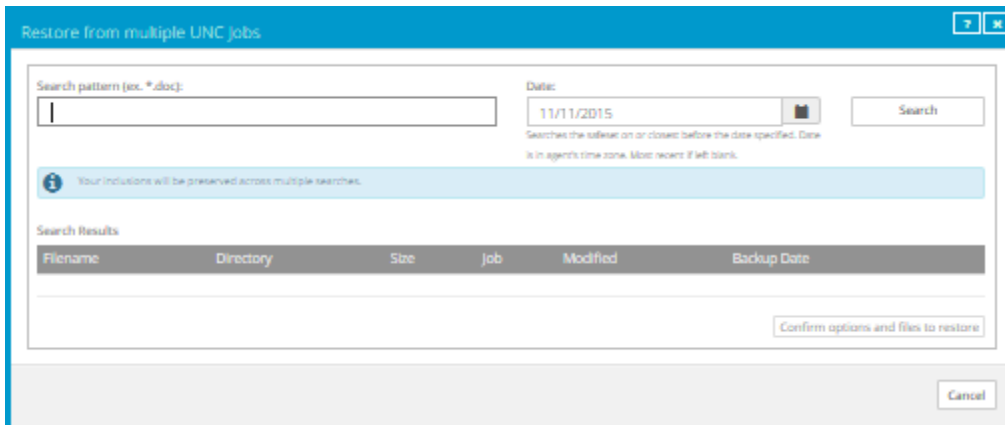 Restore from multiple UNC Jobs
? ×
Search pattern (ex. *.doc):
Date:
11/11/2015
Search
Searches the safeset on or closest before the date specified. Date
is in agent's time zone. Most recent if left blank.
Your inclusions will be preserved across multiple searches.
Search Results
Filename Directory Size Job Modified Backup Date
Confirm options and files to restore
Cancel